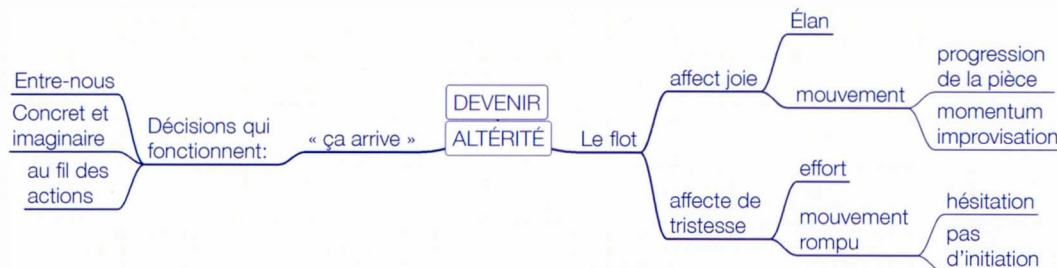 Entre-nous
Concret et
imaginaire
au fil des
actions
Décisions qui
fonctionnent:
« ça arrive »
DEVENIR
ALTÉRITÉ
Le flot
affect joie
Élan
mouvement
progression
de la pièce
momentum
improvisation
affecte de
tristesse
effort
mouvement
rompu
hésitation
pas
d'initiation